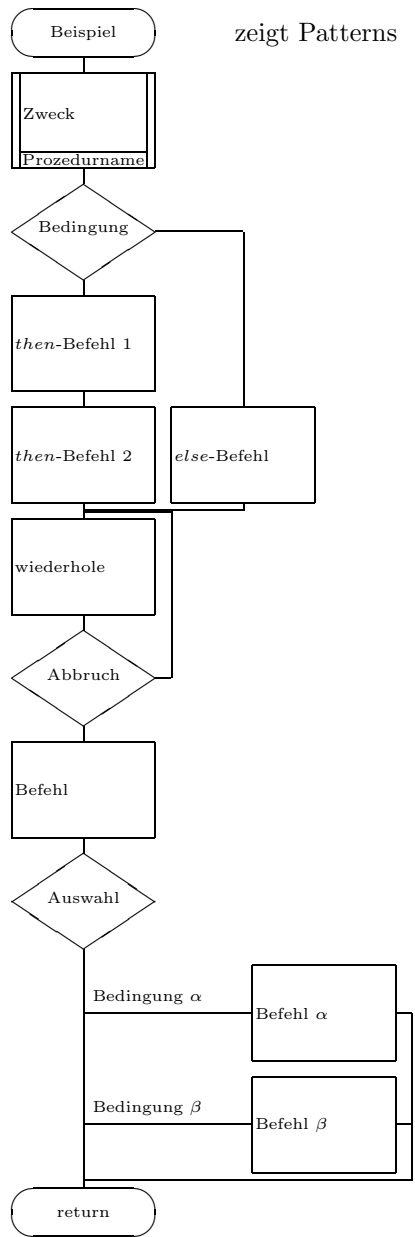 Beispiel
zeigt Patterns
Zweck
Prozedurname
Bedingung
then-Befehl 1
then-Befehl 2
else-Befehl
wiederhole
Abbruch
Befehl
Auswahl
Bedingung α
Befehl α
Bedingung β
Befehl β
return